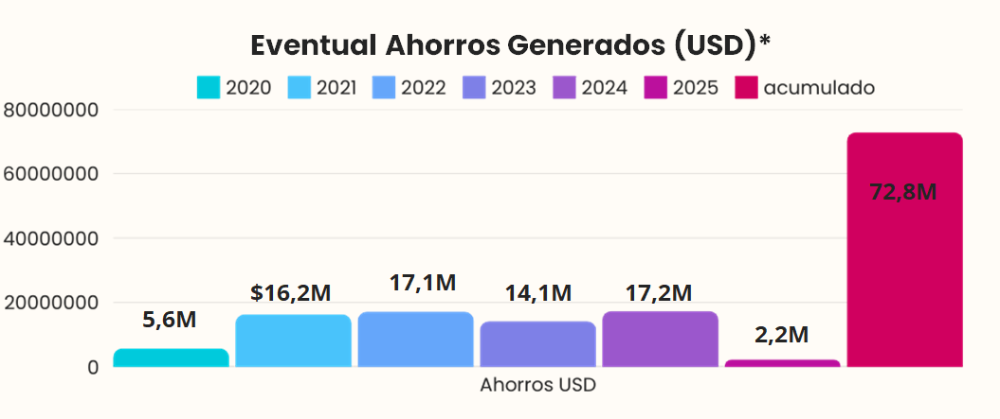 Eventual Ahorros Generados (USD)*
2020 2021 2022 2023 2024 2025 acumulado
80000000
60000000
72,8M
40000000
17,1M
$16,2M 14,1M 17,2M
20000000
5,6M
2,2M
0
Ahorros USD